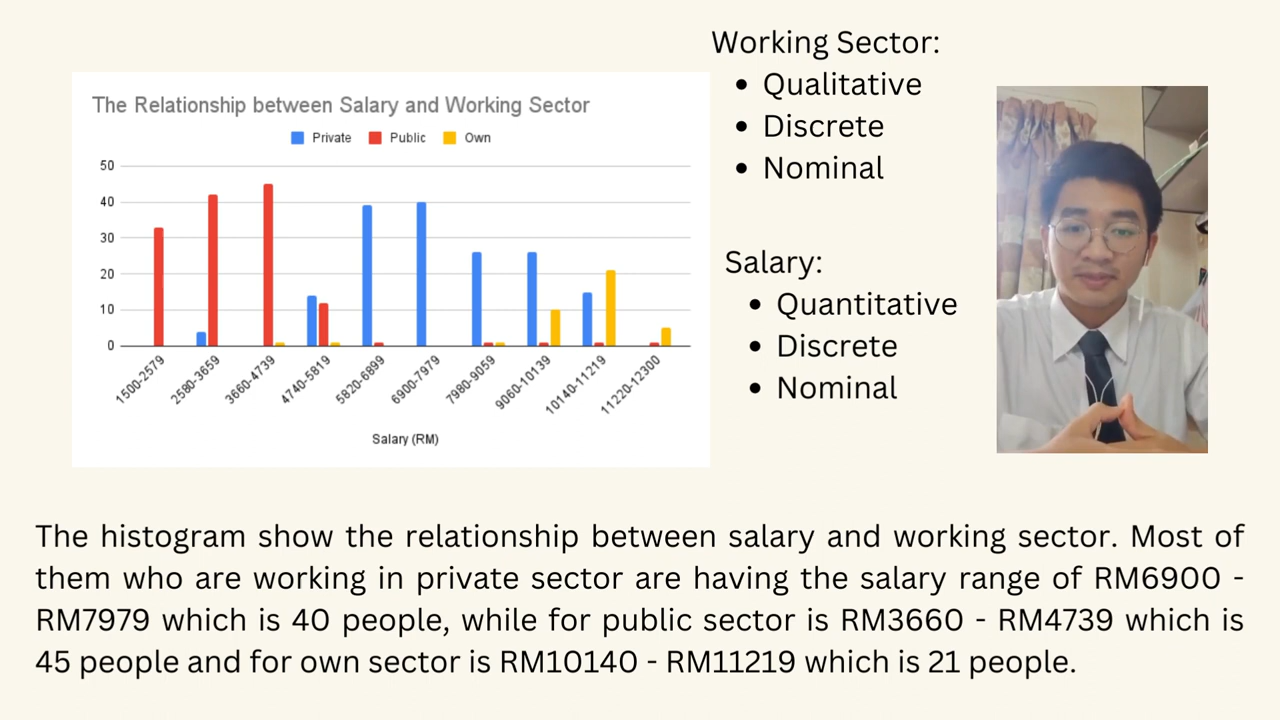 Working Sector:
• Qualitative
• Discrete
• Nominal
The Relationship between Salary and Working Sector
Private Public Own
50
40
30
20
10
0
1500-2579
2580-3659
3660-4739
4740-5819
5820-6899
6900-7979
7980-9059
9060-10139
10140-11219
11220-12300
Salary (RM)
Salary:
• Quantitative
• Discrete
• Nominal
The histogram show the relationship between salary and working sector. Most of
them who are working in private sector are having the salary range of RM6900 -
RM7979 which is 40 people, while for public sector is RM3660 - RM4739 which is
45 people and for own sector is RM10140 - RM11219 which is 21 people.